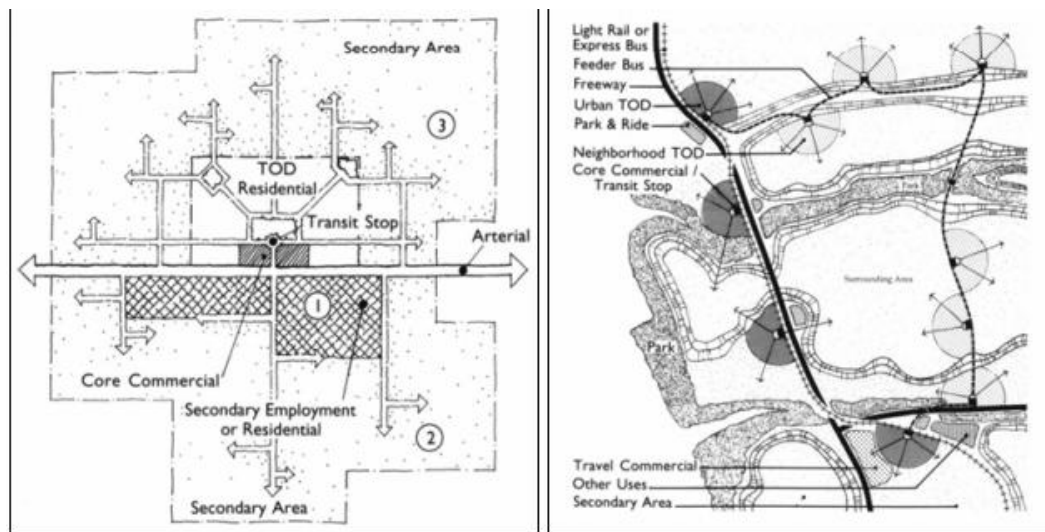 Secondary Area
3
TOD
Residential
Transit Stop
Arterial
1
Core Commercial
Secondary Employment
or Residential
2
Secondary Area
Light Rail or
Express Bus
Feeder Bus
Freeway
Urban TOD
Park & Ride
Neighborhood TOD
Core Commercial /
Transit Stop
Park
Surrounding Area
Park
Travel Commercial
Other Uses
Secondary Area